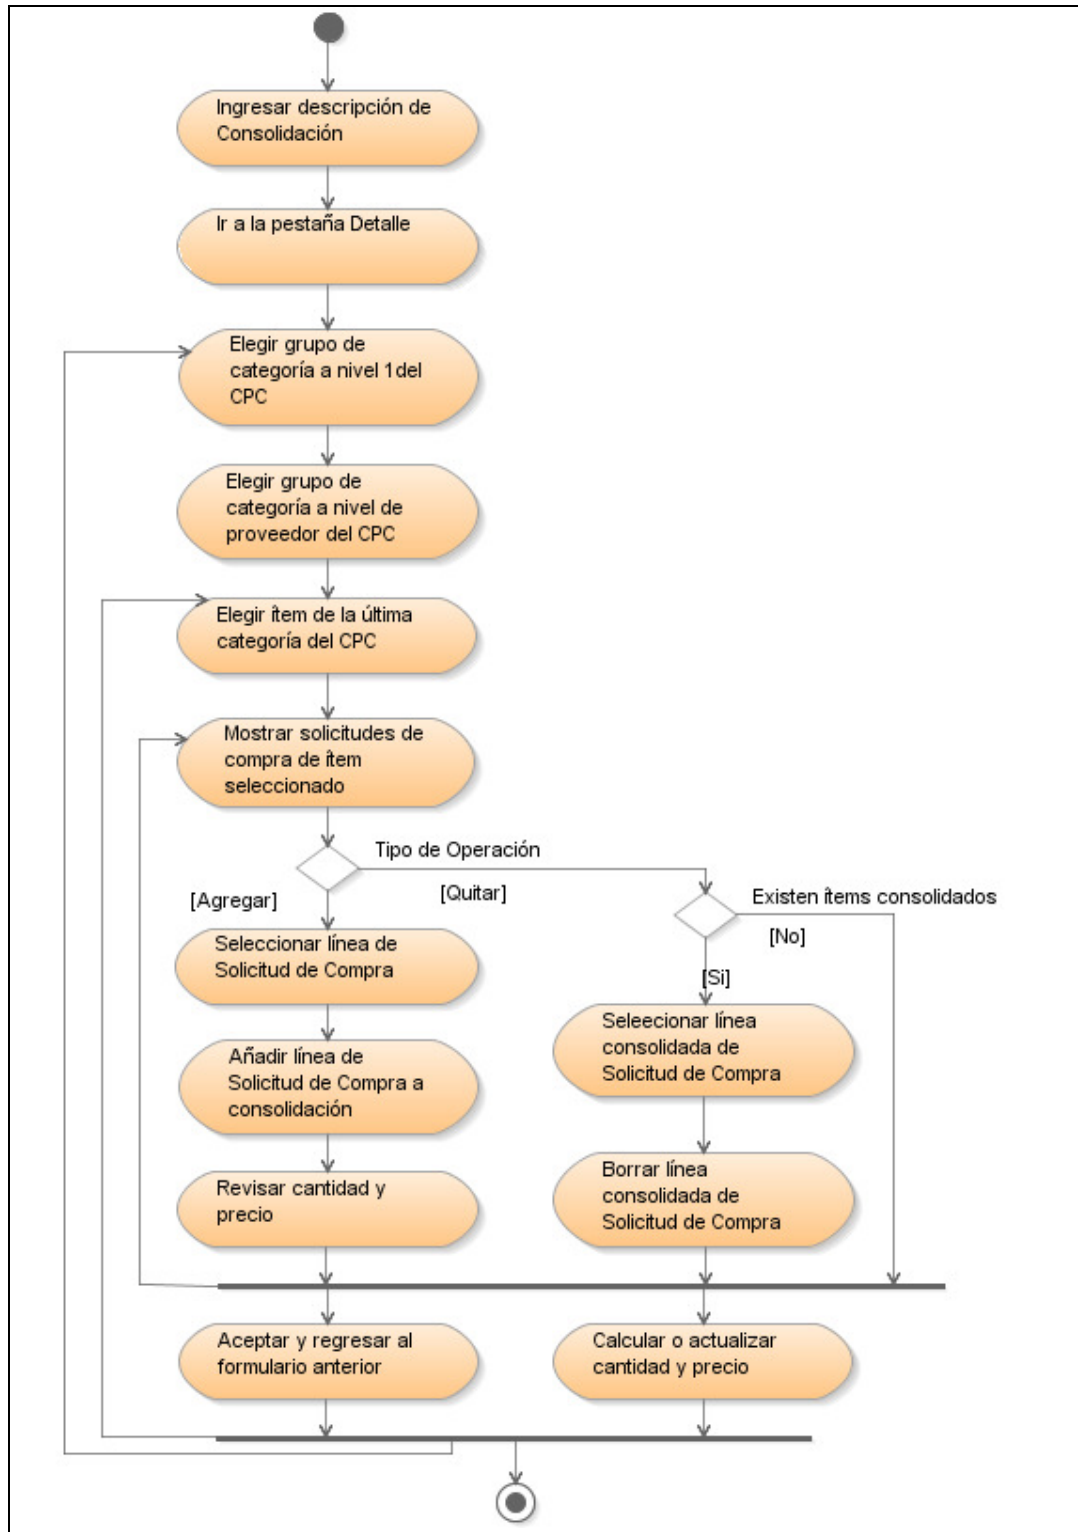 Ingresar descripción de
Consolidación
Ir a la pestaña Detalle
Elegir grupo de
categoría a nivel 1del
CPC
Elegir grupo de
categoría a nivel de
proveedor del CPC
Elegir ítem de la última
categoría del CPC
Mostrar solicitudes de
compra de ítem
seleccionado
Tipo de Operación
[Agregar]
[Quitar]
Existen ítems consolidados
[No]
[Si]
Seleccionar línea de
Solicitud de Compra
Añadir línea de
Solicitud de Compra a
consolidación
Revisar cantidad y
precio
Seleecionar línea
consolidada de
Solicitud de Compra
Borrar línea
consolidada de
Solicitud de Compra
Aceptar y regresar al
formulario anterior
Calcular o actualizar
cantidad y precio